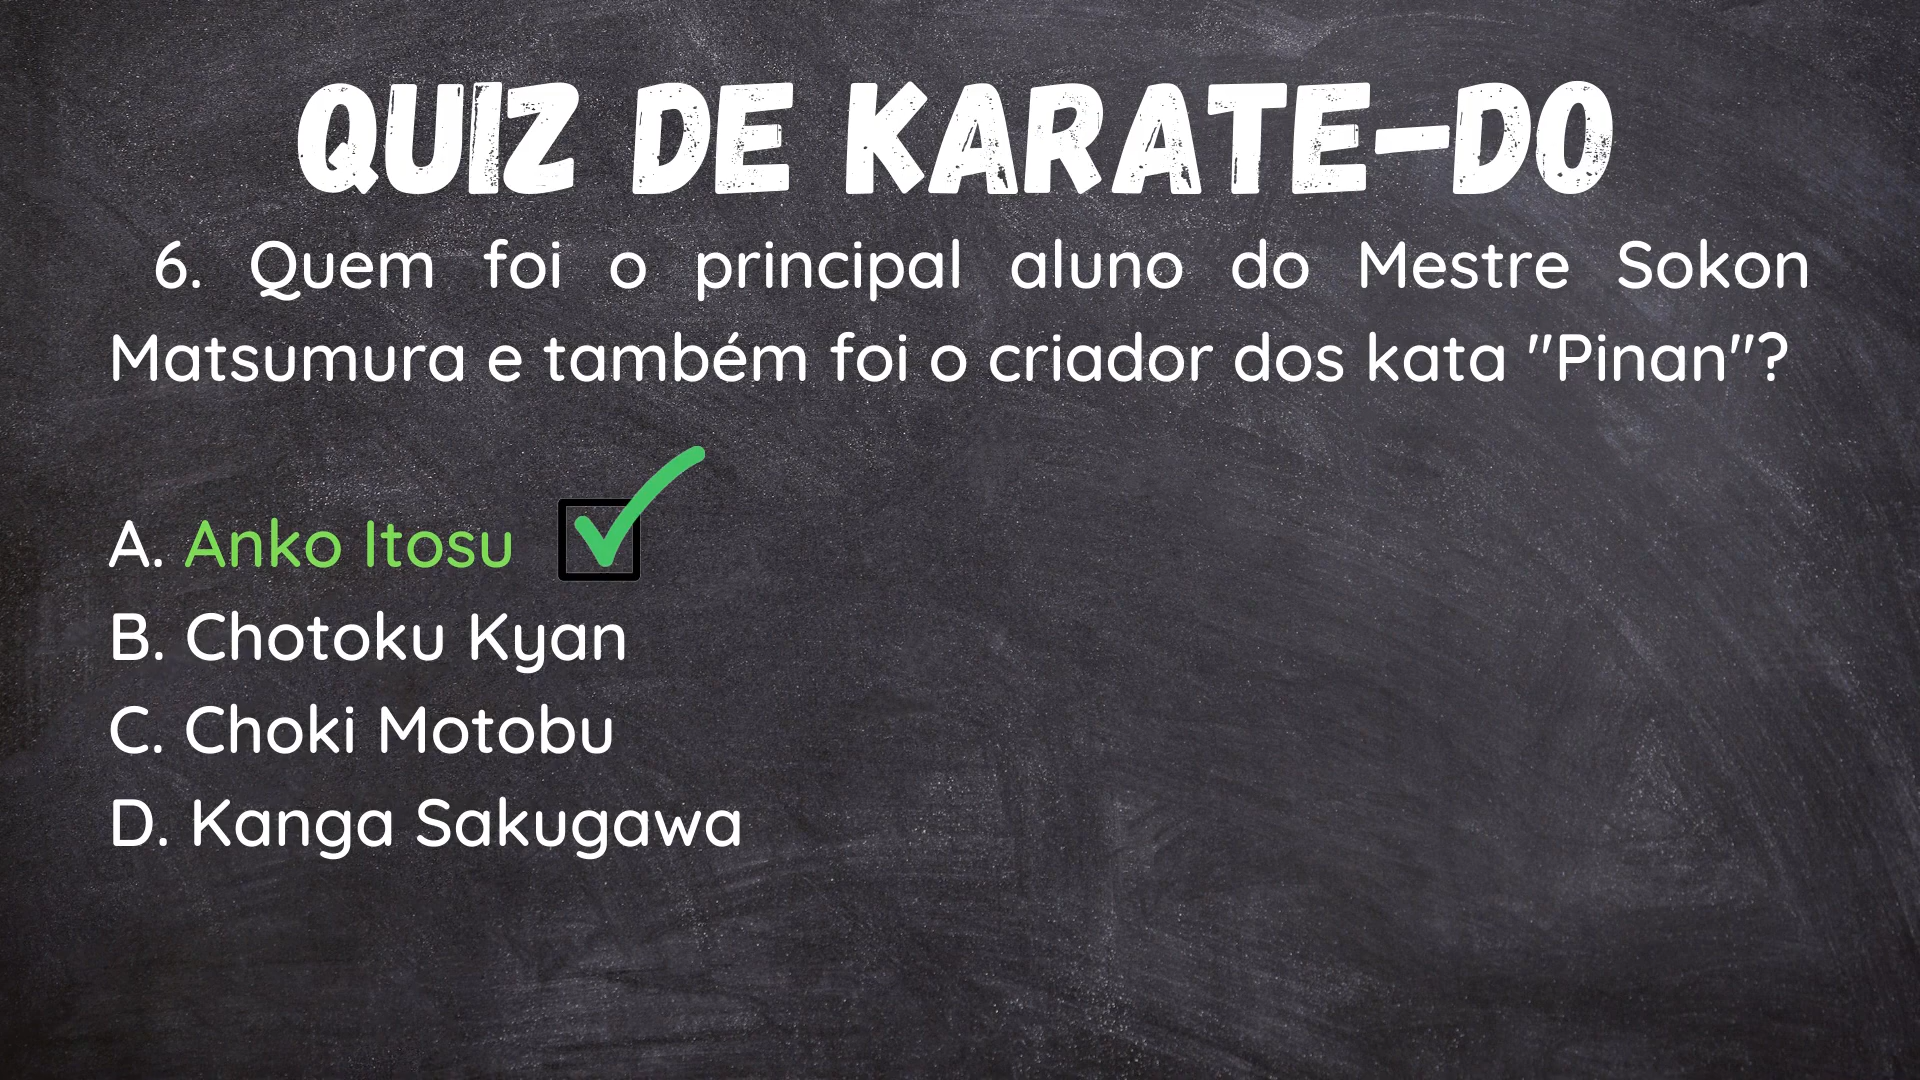 QUIZ DE KARATE-DO
6. Quem foi o principal aluno do Mestre Sokon
Matsumura e também foi o criador dos kata "Pinan"?
A. Anko Itosu
B. Chotoku Kyan
C. Choki Motobu
D. Kanga Sakugawa